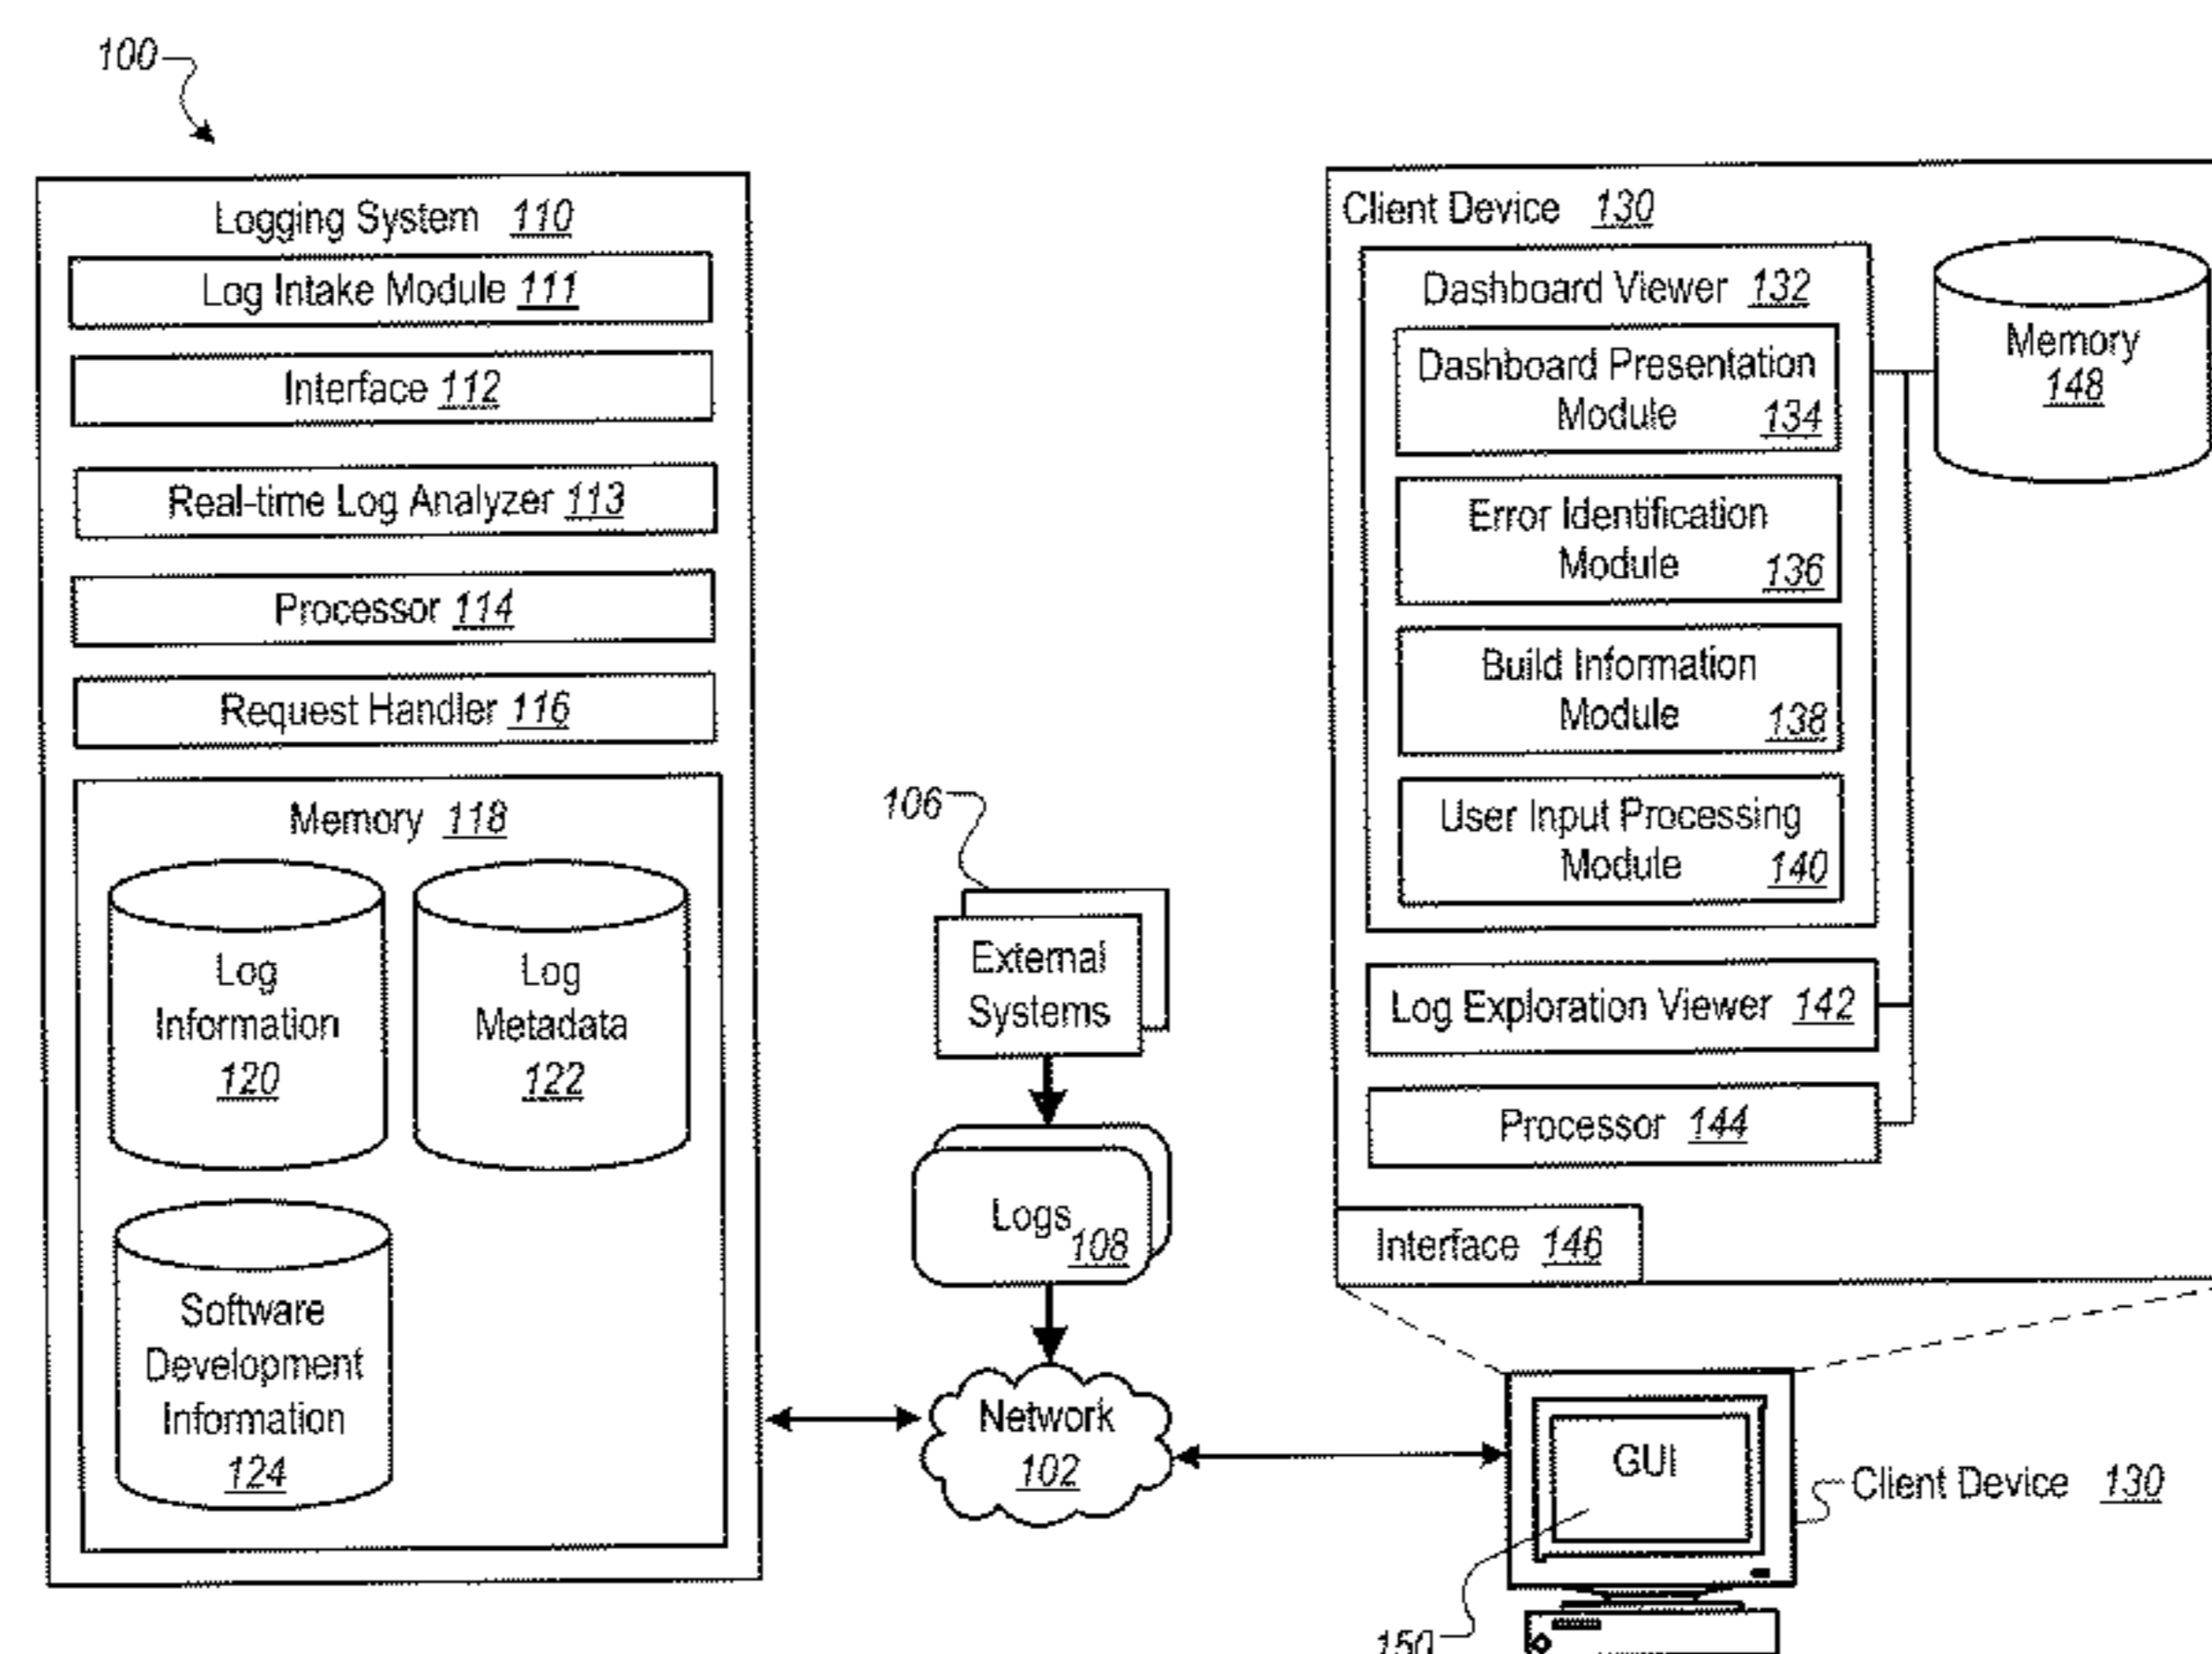 100
Logging System 110
Log Intake Module 111
Interface 112
Real-time Log Analyzer 113
Processor 114
Request Handler 116
Memory 118
Log
Information
120
Log
Metadata
122
Software
Development
Information
124
106
External
Systems
Logs
108
Network
102
Client Device 130
Dashboard Viewer 132
Dashboard Presentation
Module 134
Error Identification
Module 136
Build Information
Module 138
User Input Processing
Module 140
Log Exploration Viewer 142
Processor 144
Interface 146
Memory
148
GUI
Client Device 130
150